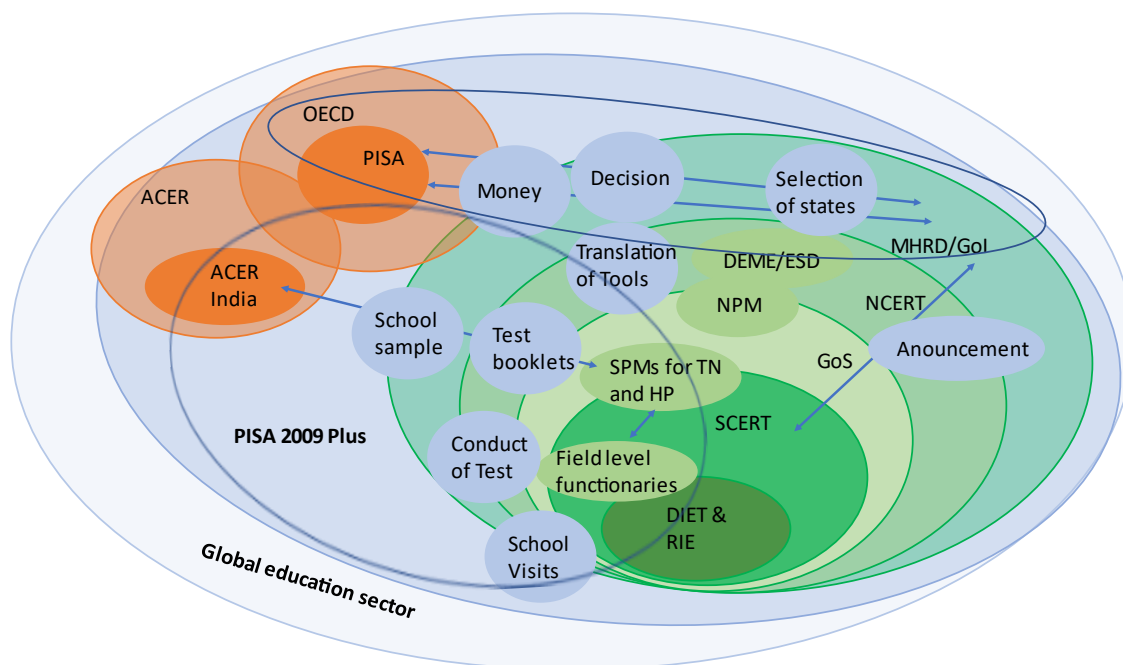 OECD
PISA
Money
Decision
Selection
of states
ACER
MHRD/GoI
Translation
of Tools
DEME/ESD
ACER
India
NPM
NCERT
School
sample
Test
booklets
Anouncement
SPMs for TN
and HP
GoS
SCERT
PISA 2009 Plus
Conduct
of Test
Field level
functionaries
DIET &
RIE
School
Visits
Global education sector